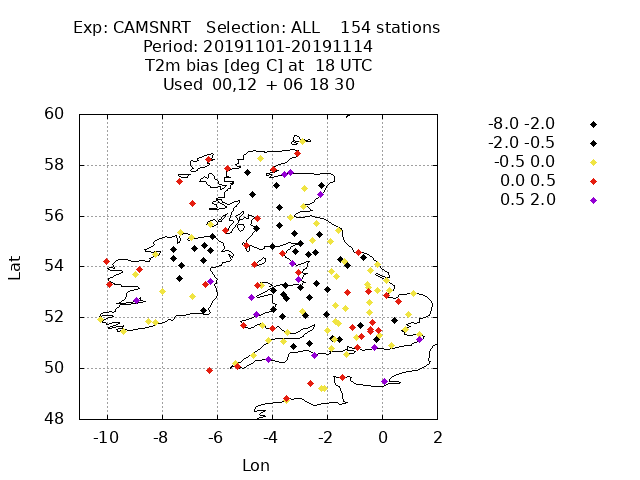 Exp: CAMSNRT Selection: ALL 154 stations
Period: 20191101-20191114
T2m bias [deg C] at 18 UTC
Used 00,12 + 06 18 30
60
58
56
54
52
50
48
Lat
-10 -8 -6 -4 -2 0 2
Lon
-8.0 -2.0
-2.0 -0.5
-0.5 0.0
0.0 0.5
0.5 2.0